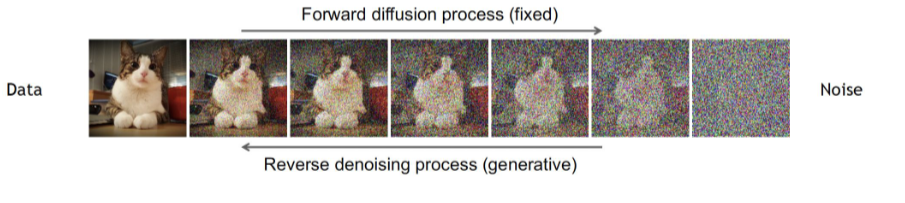 Forward diffusion process (fixed)
Data
Noise
Reverse denoising process (generative)